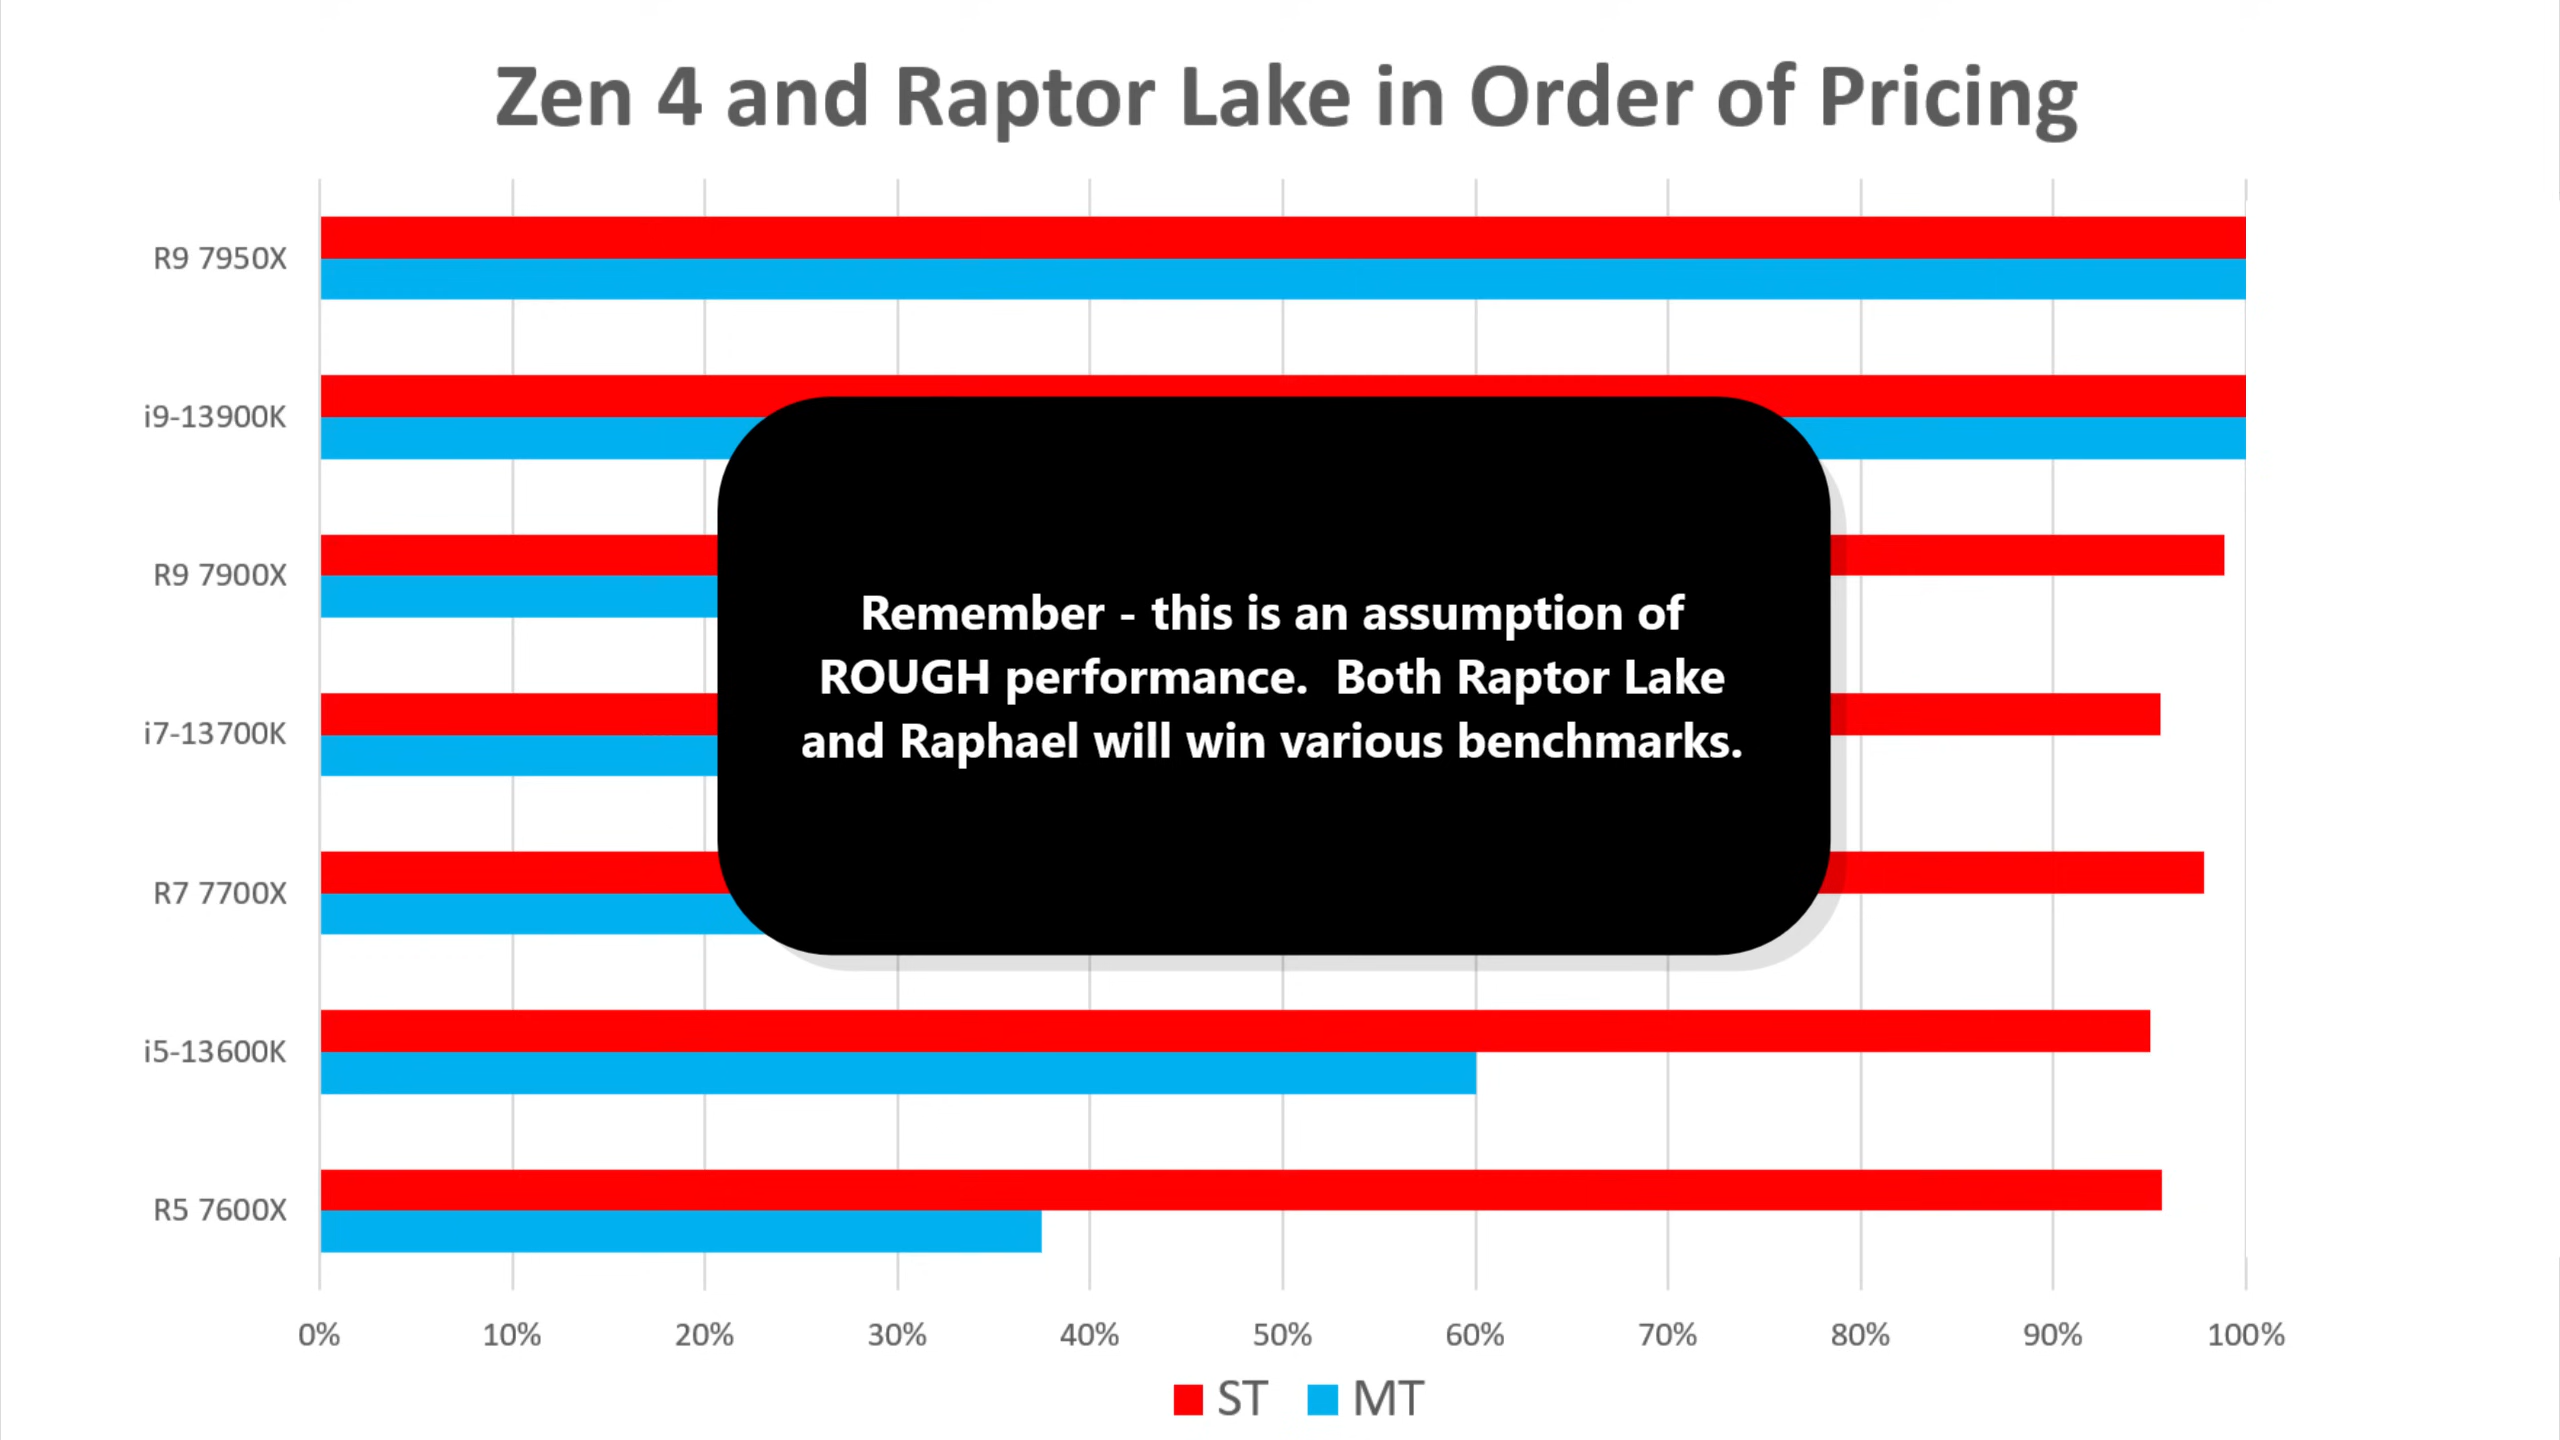 Zen 4 and Raptor Lake in Order of Pricing
R9 7950X
i9-13900K
R9 7900X
i7-13700K
R7 7700X
i5-13600K
R5 7600X
Remember - this is an assumption of
ROUGH performance.  Both Raptor Lake
and Raphael will win various benchmarks.
0% 10% 20% 30% 40% 50% 60% 70% 80% 90% 100%
ST MT